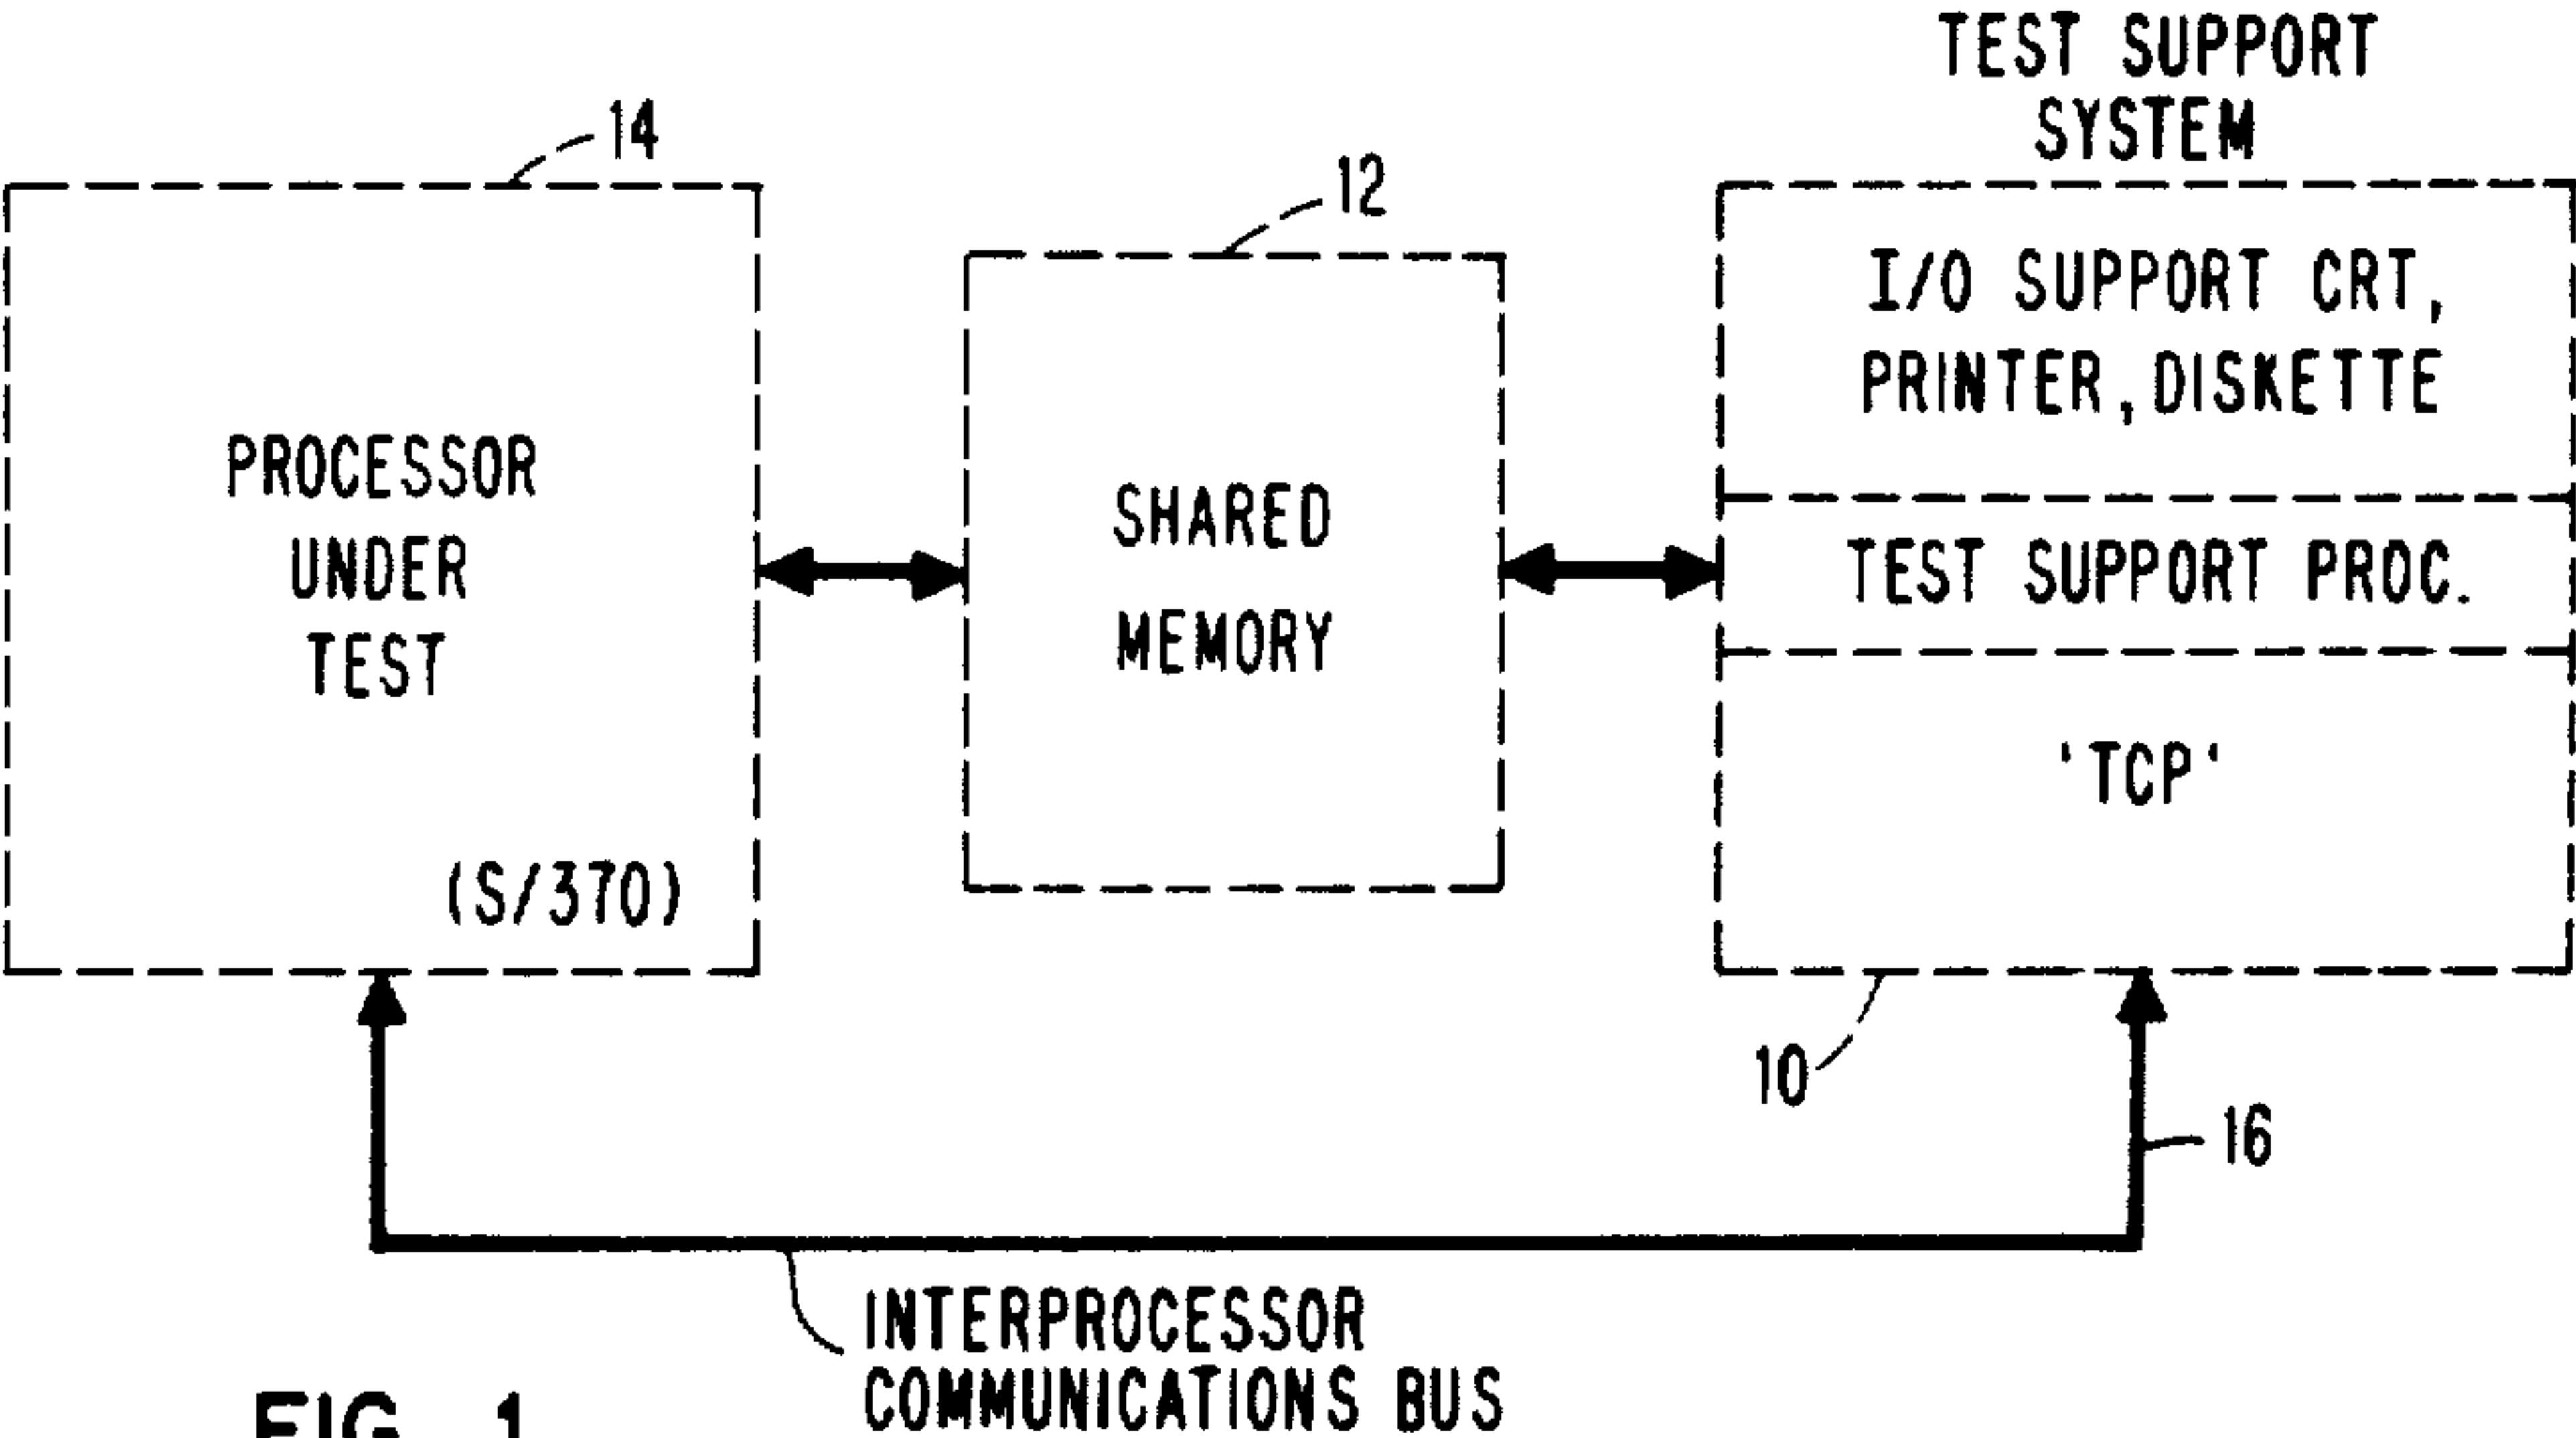 TEST SUPPORT
SYSTEM
14
12
I/O SUPPORT CRT,
PRINTER, DISKETTE
PROCESSOR
UNDER
TEST
SHARED
MEMORY
TEST SUPPORT PROC.
'TCP'
(S/370)
10
16
INTERPROCESSOR
COMMUNICATIONS BUS
FIG. 1